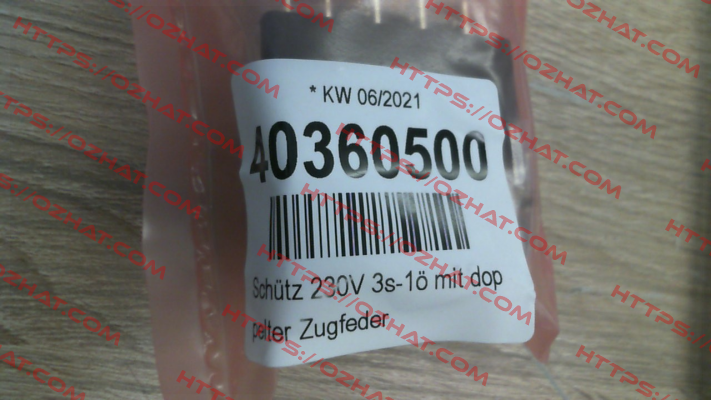 * KW 06/2021
40360500
Schütz 230V 3s-1ö mit dop
pelter Zugfeder
HTTPS://OZHAT.COM